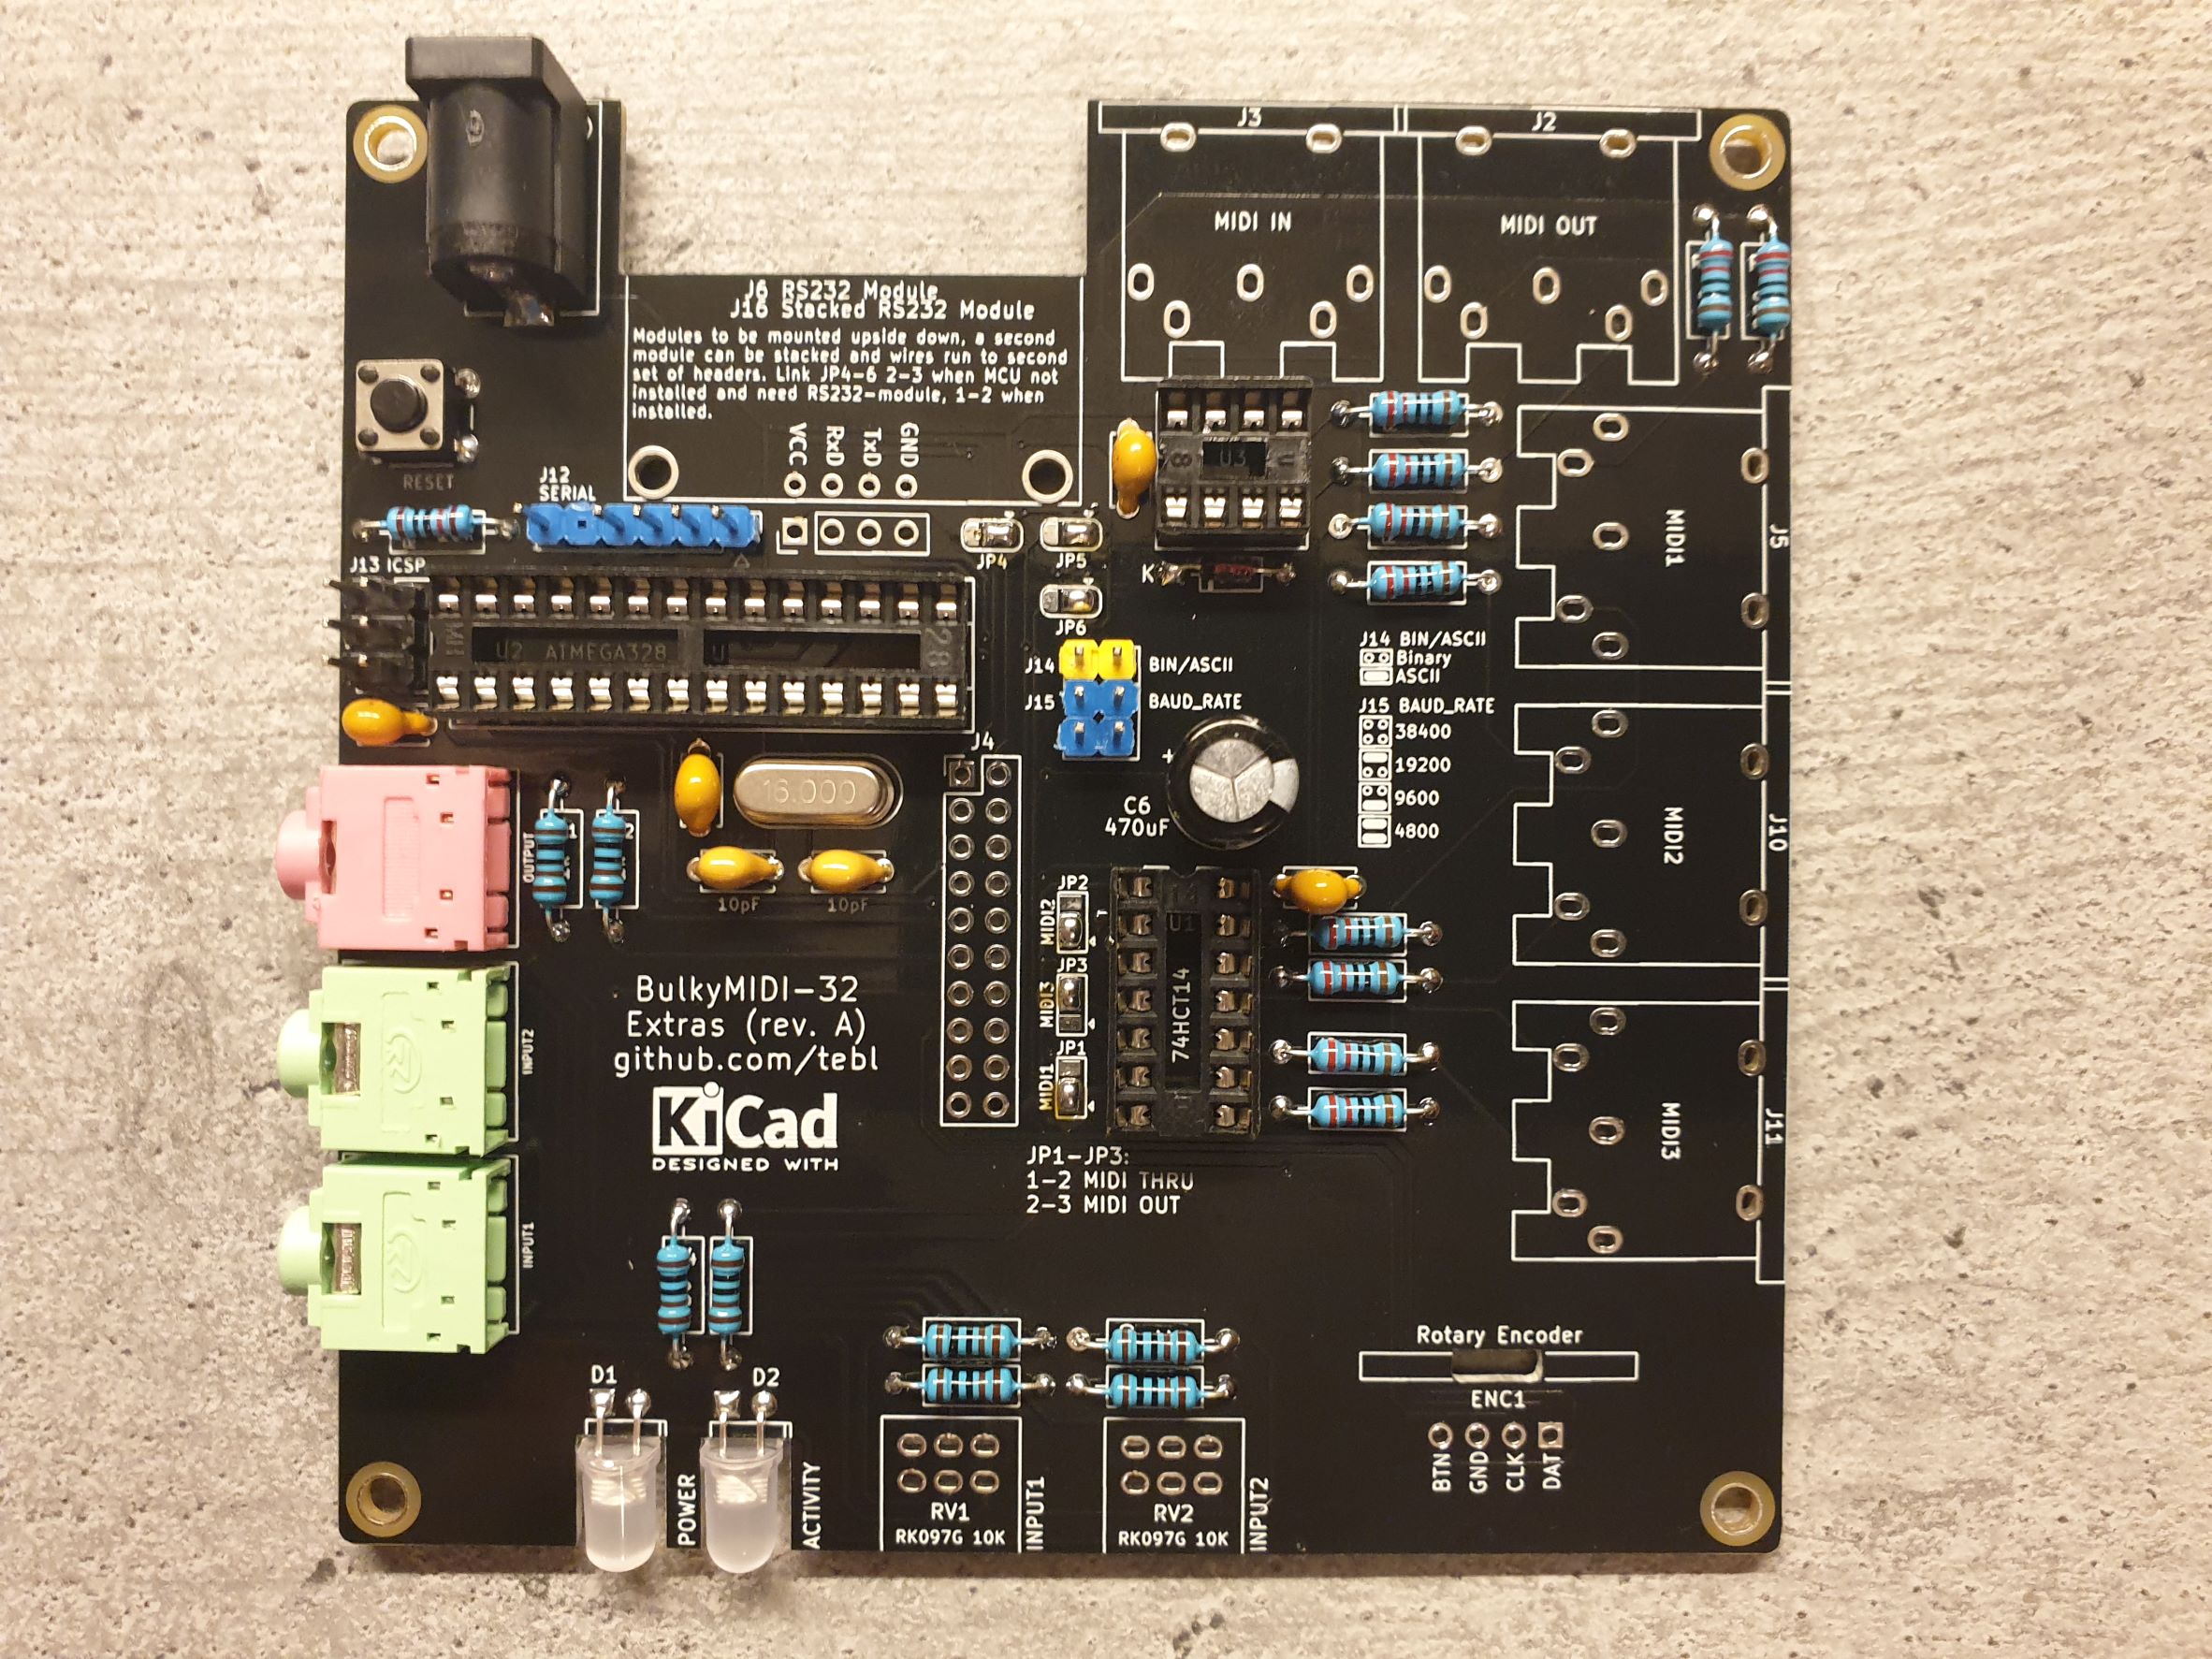 J3
J2
MIDI IN
MIDI OUT
J6 RS232 Module
J16 Stacked RS232 Module
Modules to be mounted upside down, a second
module can be stacked and wires run to second
set of headers. Link JP4-6 2-3 when MCU not
installed and need RS232-module, 1-2 when
installed.
VCC
RxD
TxD
GND
RESET
J12
SERIAL
J13 ICSP
JP4
JP5
JP6
8
U3
K
U2 ATMEGA328
28
J5
MIDI1
J14
BIN/ASCII
J15
BAUD_RATE
J14 BIN/ASCII
Binary
ASCII
J15 BAUD_RATE
38400
19200
9600
4800
J4
16.000
+
C6
470uF
10pF
10pF
J10
MIDI2
OUTPUT
INPUT2
INPUT1
JP2
MIDI2
JP3
MIDI3
JP1
MIDI1
U1
74HCT14
J11
MIDI3
BulkyMIDI-32
Extras (rev. A)
github.com/tebl
KiCad
DESIGNED WITH
JP1-JP3:
1-2 MIDI THRU
2-3 MIDI OUT
D1
D2
POWER
ACTIVITY
RV1
RK097G 10K
INPUT1
RV2
RK097G 10K
INPUT2
Rotary Encoder
ENC1
BTN
GND
CLK
DAT